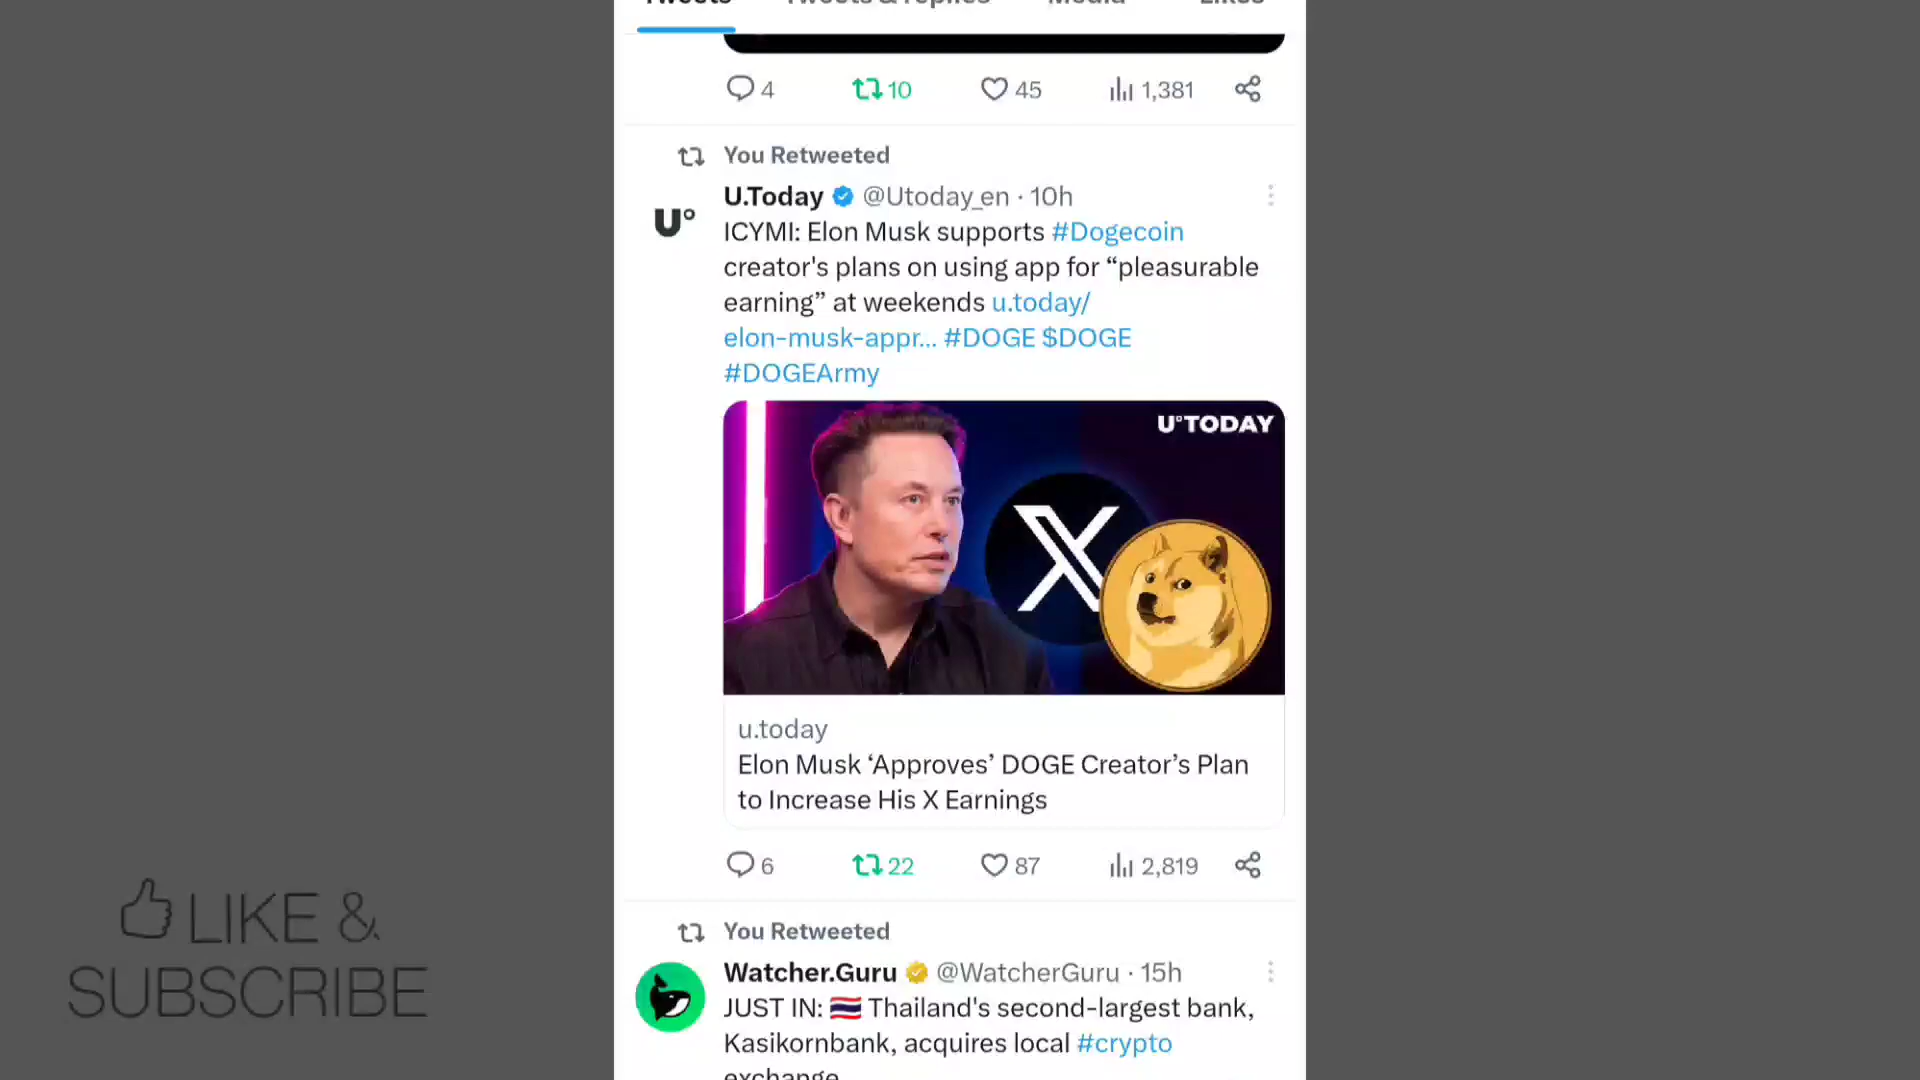 Tweets Tweets & replies Media Likes
4 10 45 1,381
You Retweeted
U.Today @Utoday_en · 10h
U°
ICYMI: Elon Musk supports #Dogecoin
creator's plans on using app for “pleasurable
earning” at weekends u.today/
elon-musk-appr... #DOGE $DOGE
#DOGEArmy
U°TODAY
X
u.today
Elon Musk ‘Approves’ DOGE Creator’s Plan
to Increase His X Earnings
6 22 87 2,819
LIKE &
SUBSCRIBE
You Retweeted
Watcher.Guru @WatcherGuru · 15h
JUST IN: 🇹🇭 Thailand's second-largest bank,
Kasikornbank, acquires local #crypto
exchange